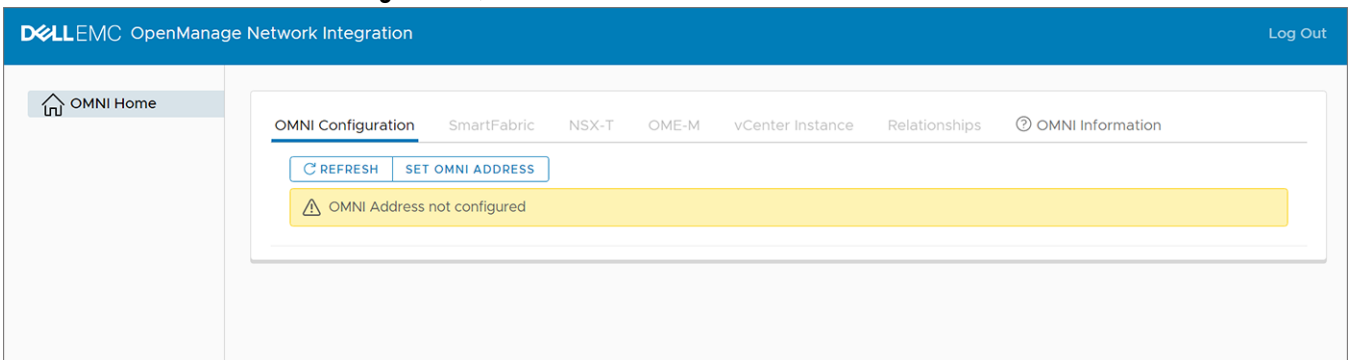 DELLEMC OpenManage Network Integration
Log Out
OMNI Home
OMNI Configuration SmartFabric NSX-T OME-M vCenter Instance Relationships OMNI Information
REFRESH SET OMNI ADDRESS
OMNI Address not configured